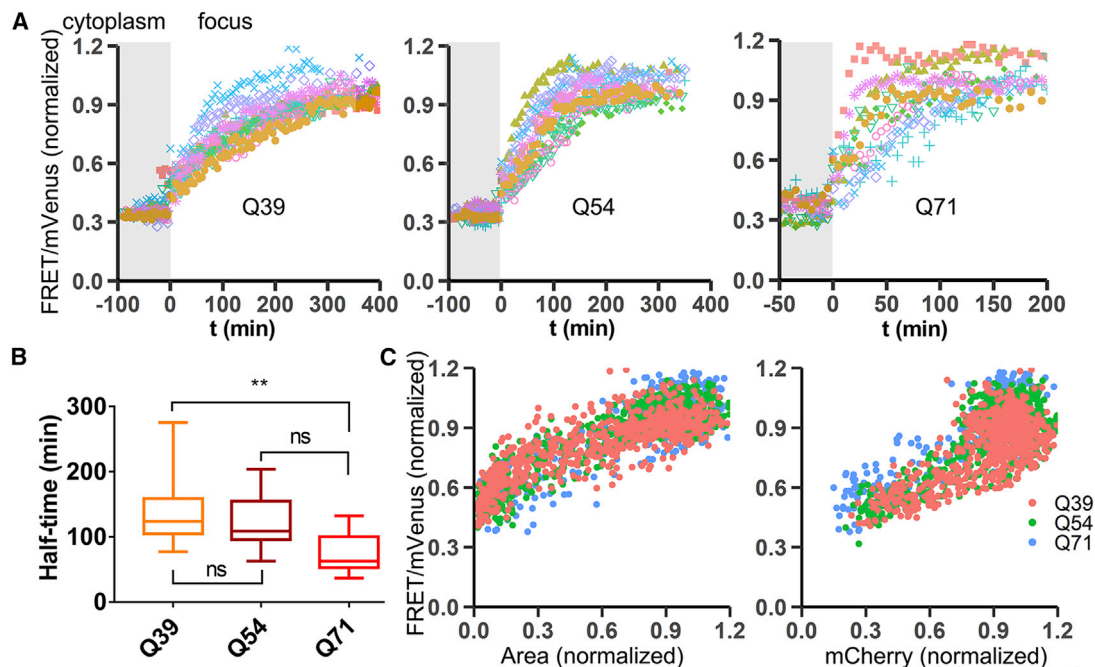 A
cytoplasm focus
FRET/mVenus (normalized)
1.2
0.9
0.6
0.3
0.0
Q39
-100 0 100 200 300 400
t (min)
1.2
0.9
0.6
0.3
0.0
Q54
-100 0 100 200 300 400
t (min)
1.2
0.9
0.6
0.3
0.0
Q71
-50 0 50 100 150 200
t (min)
B
Half-time (min)
300
200
100
0
**
ns
ns
Q39 Q54 Q71
C
FRET/mVenus (normalized)
1.2
0.9
0.6
0.3
0.0
0.0 0.3 0.6 0.9 1.2
Area (normalized)
1.2
0.9
0.6
0.3
0.0
Q39
Q54
Q71
0.0 0.3 0.6 0.9 1.2
mCherry (normalized)